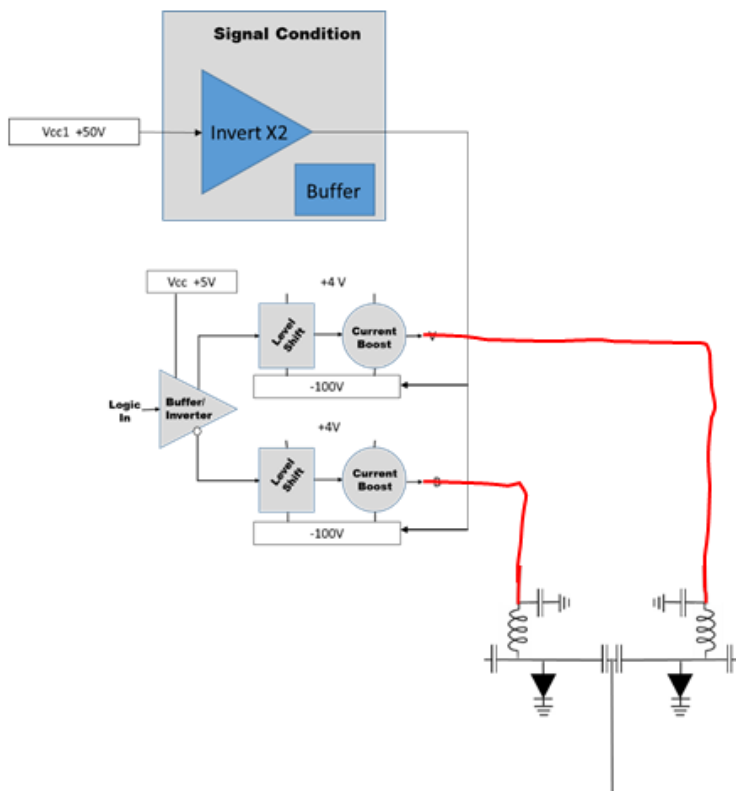 Signal Condition
Vcc1 +50V
Invert X2
Buffer
Vcc +5V
+4 V
Level
Shift
Current
Boost
-100V
Logic
In
Buffer/
Inverter
+4V
Level
Shift
Current
Boost
-100V